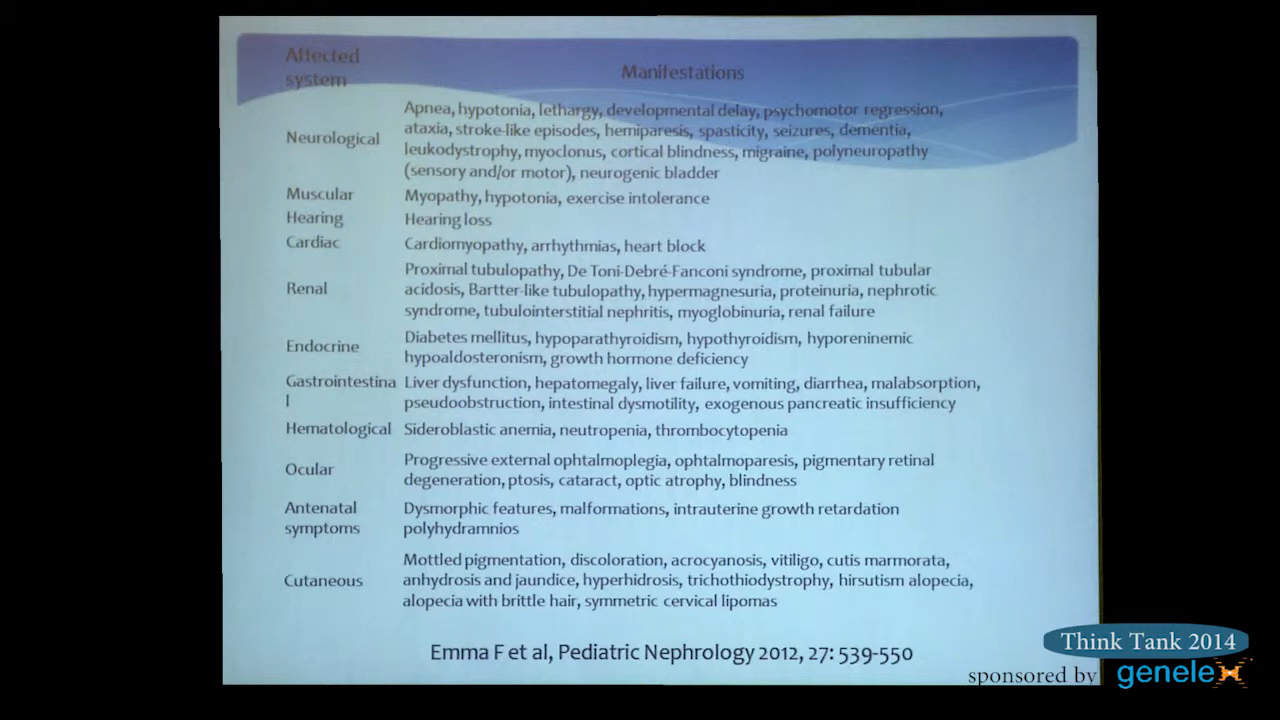 Affected
system
Manifestations
Neurological
Apnea, hypotonia, lethargy, developmental delay, psychomotor regression,
ataxia, stroke-like episodes, hemiparesis, spasticity, seizures, dementia,
leukodystrophy, myoclonus, cortical blindness, migraine, polyneuropathy
(sensory and/or motor), neurogenic bladder
Muscular
Myopathy, hypotonia, exercise intolerance
Hearing
Hearing loss
Cardiac
Cardiomyopathy, arrhythmias, heart block
Renal
Proximal tubulopathy, De Toni-Debré-Fanconi syndrome, proximal tubular
acidosis, Bartter-like tubulopathy, hypermagnesuria, proteinuria, nephrotic
syndrome, tubulointerstitial nephritis, myoglobinuria, renal failure
Endocrine
Diabetes mellitus, hypoparathyroidism, hypothyroidism, hyporeninemic
hypoaldosteronism, growth hormone deficiency
Gastrointestina
l
Liver dysfunction, hepatomegaly, liver failure, vomiting, diarrhea, malabsorption,
pseudoobstruction, intestinal dysmotility, exogenous pancreatic insufficiency
Hematological
Sideroblastic anemia, neutropenia, thrombocytopenia
Ocular
Progressive external ophtalmoplegia, ophtalmoparesis, pigmentary retinal
degeneration, ptosis, cataract, optic atrophy, blindness
Antenatal
symptoms
Dysmorphic features, malformations, intrauterine growth retardation
polyhydramnios
Cutaneous
Mottled pigmentation, discoloration, acrocyanosis, vitiligo, cutis marmorata,
anhydrosis and jaundice, hyperhidrosis, trichothiodystrophy, hirsutism alopecia,
alopecia with brittle hair, symmetric cervical lipomas
Emma F et al, Pediatric Nephrology 2012, 27: 539-550
Think Tank 2014
sponsored by
genelex